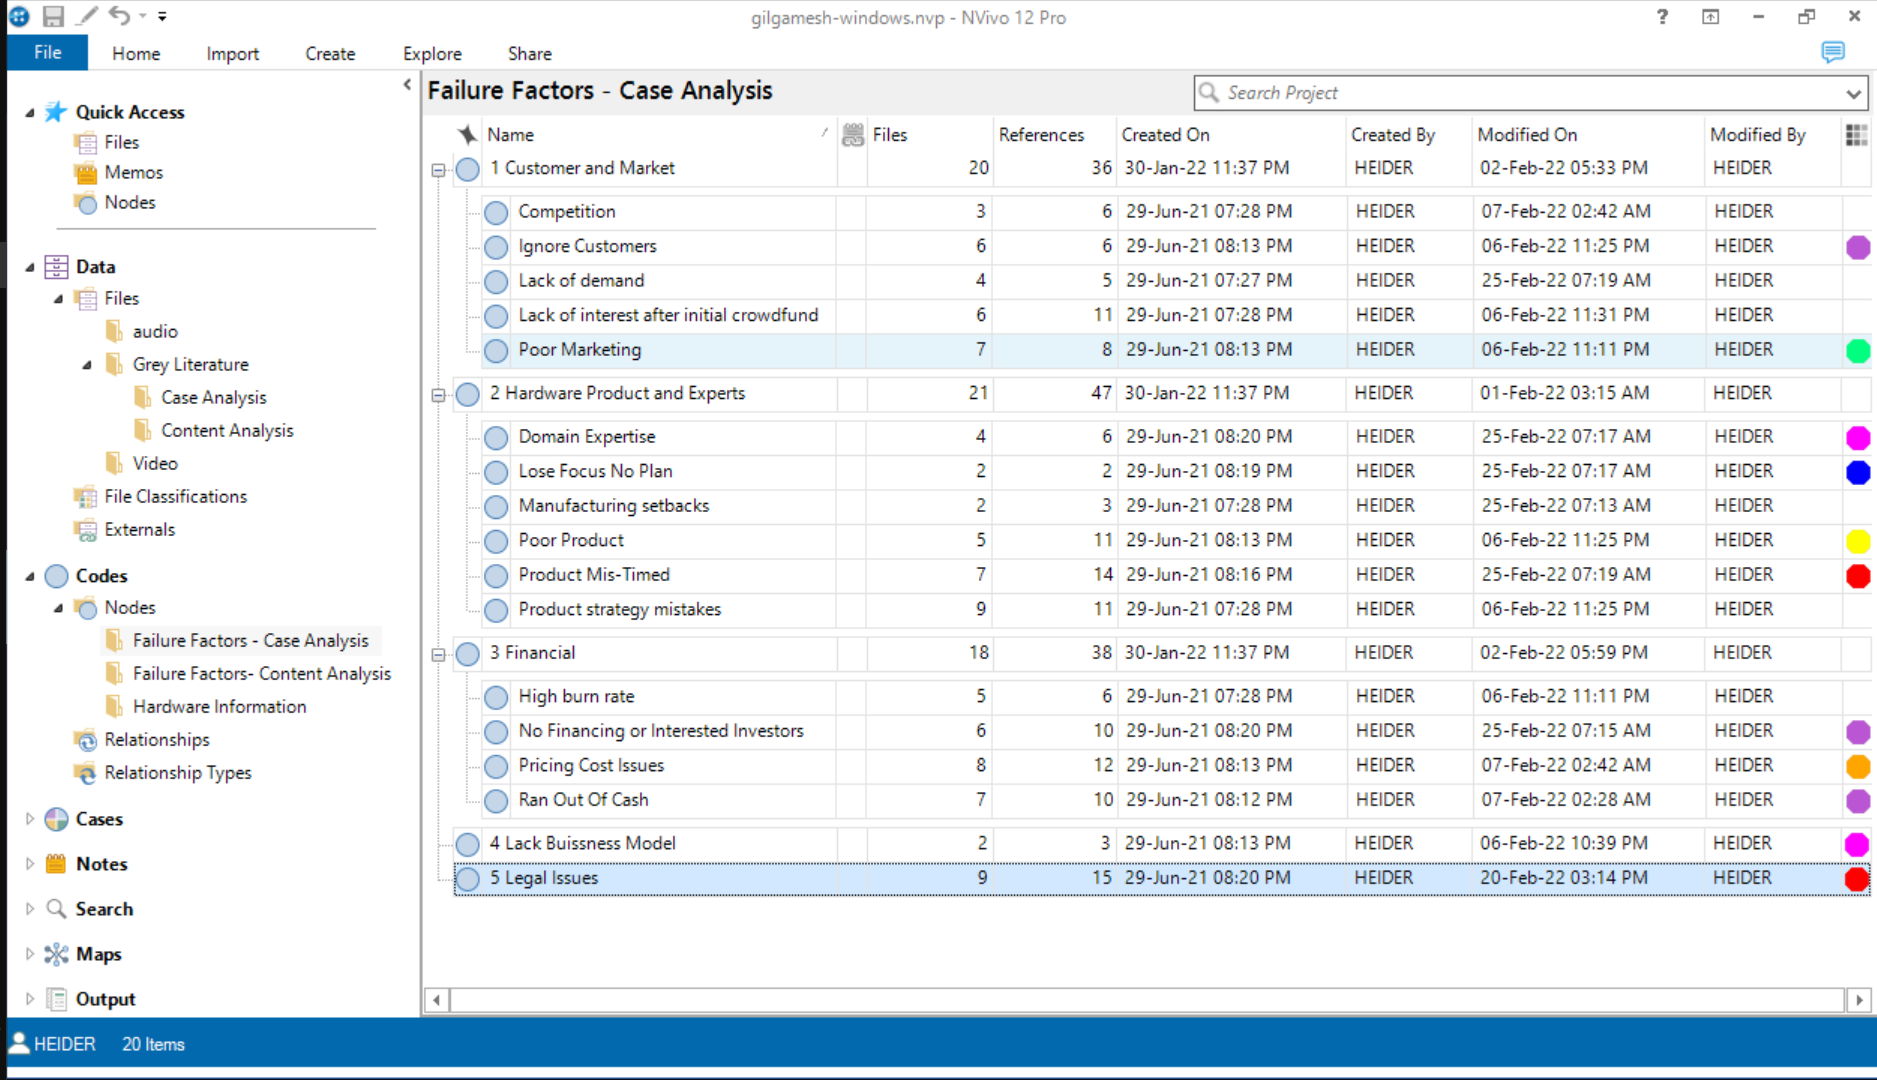 gilgamesh-windows.nvp - NVivo 12 Pro
?
File Home Import Create Explore Share
Quick Access
Files
Memos
Nodes
Data
Files
audio
Grey Literature
Case Analysis
Content Analysis
Video
File Classifications
Externals
Codes
Nodes
Failure Factors - Case Analysis
Failure Factors- Content Analysis
Hardware Information
Relationships
Relationship Types
Cases
Notes
Search
Maps
Output
Failure Factors - Case Analysis
Search Project
Name Files References Created On Created By Modified On Modified By
1 Customer and Market 20 36 30-Jan-22 11:37 PM HEIDER 02-Feb-22 05:33 PM HEIDER
Competition 3 6 29-Jun-21 07:28 PM HEIDER 07-Feb-22 02:42 AM HEIDER
Ignore Customers 6 6 29-Jun-21 08:13 PM HEIDER 06-Feb-22 11:25 PM HEIDER
Lack of demand 4 5 29-Jun-21 07:27 PM HEIDER 25-Feb-22 07:19 AM HEIDER
Lack of interest after initial crowdfund 6 11 29-Jun-21 07:28 PM HEIDER 06-Feb-22 11:31 PM HEIDER
Poor Marketing 7 8 29-Jun-21 08:13 PM HEIDER 06-Feb-22 11:11 PM HEIDER
2 Hardware Product and Experts 21 47 30-Jan-22 11:37 PM HEIDER 01-Feb-22 03:15 AM HEIDER
Domain Expertise 4 6 29-Jun-21 08:20 PM HEIDER 25-Feb-22 07:17 AM HEIDER
Lose Focus No Plan 2 2 29-Jun-21 08:19 PM HEIDER 25-Feb-22 07:17 AM HEIDER
Manufacturing setbacks 2 3 29-Jun-21 07:28 PM HEIDER 25-Feb-22 07:13 AM HEIDER
Poor Product 5 11 29-Jun-21 08:13 PM HEIDER 06-Feb-22 11:25 PM HEIDER
Product Mis-Timed 7 14 29-Jun-21 08:16 PM HEIDER 25-Feb-22 07:19 AM HEIDER
Product strategy mistakes 9 11 29-Jun-21 07:28 PM HEIDER 06-Feb-22 11:25 PM HEIDER
3 Financial 18 38 30-Jan-22 11:37 PM HEIDER 02-Feb-22 05:59 PM HEIDER
High burn rate 5 6 29-Jun-21 07:28 PM HEIDER 06-Feb-22 11:11 PM HEIDER
No Financing or Interested Investors 6 10 29-Jun-21 08:20 PM HEIDER 25-Feb-22 07:15 AM HEIDER
Pricing Cost Issues 8 12 29-Jun-21 08:13 PM HEIDER 07-Feb-22 02:42 AM HEIDER
Ran Out Of Cash 7 10 29-Jun-21 08:12 PM HEIDER 07-Feb-22 02:28 AM HEIDER
4 Lack Buissness Model 2 3 29-Jun-21 08:13 PM HEIDER 06-Feb-22 10:39 PM HEIDER
5 Legal Issues 9 15 29-Jun-21 08:20 PM HEIDER 20-Feb-22 03:14 PM HEIDER
HEIDER 20 Items